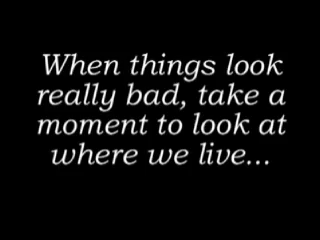 When things look
really bad, take a
moment to look at
where we live...